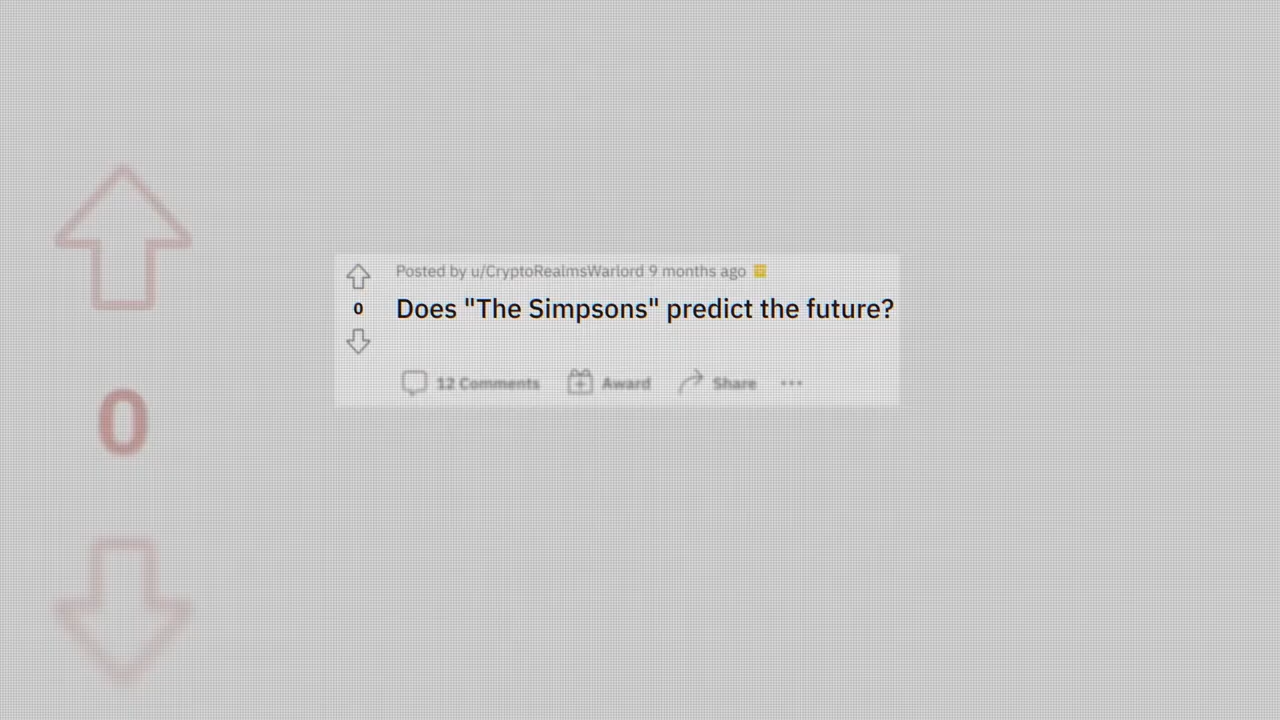 0
Posted by u/CryptoRealmsWarlord 9 months ago
0
Does "The Simpsons" predict the future?
12 Comments Award Share